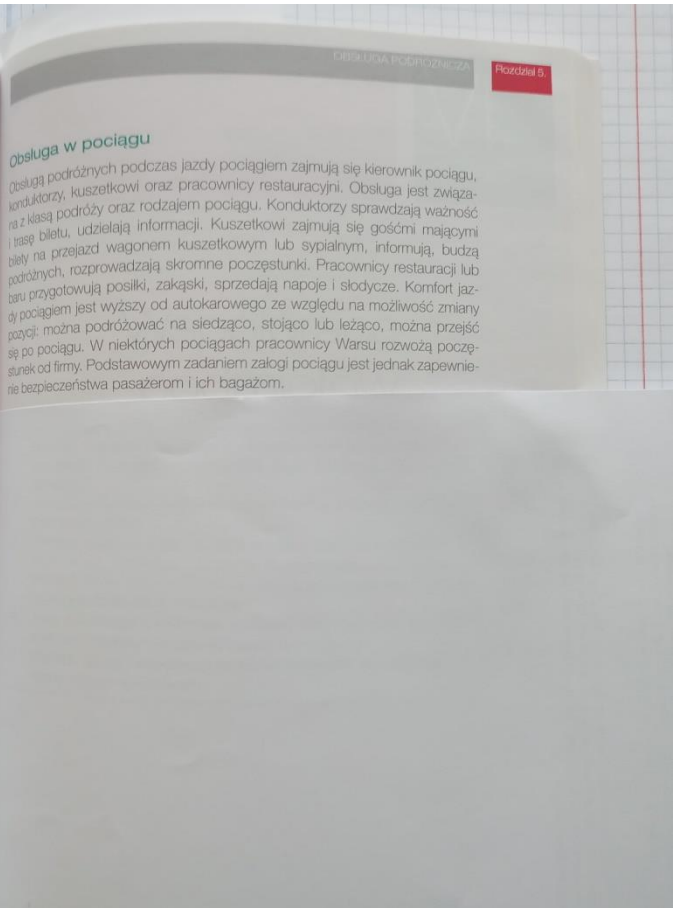 OBSŁUGA PODRÓŻNICZA
Rozdział 5.
Obsługa w pociągu
Obsługą podróżnych podczas jazdy pociągiem zajmują się kierownik pociągu,
konduktorzy, kuszetkowi oraz pracownicy restauracyjni. Obsługa jest związa-
na z klasą podróży oraz rodzajem pociągu. Konduktorzy sprawdzają ważność
i trasę biletu, udzielają informacji. Kuszetkowi zajmują się gośćmi mającymi
bilety na przejazd wagonem kuszetkowym lub sypialnym, informują, budzą
podróżnych, rozprowadzają skromne poczęstunki. Pracownicy restauracji lub
baru przygotowują posiłki, zakąski, sprzedają napoje i słodycze. Komfort jaz-
dy pociągiem jest wyższy od autokarowego ze względu na możliwość zmiany
pozycji: można podróżować na siedząco, stojąco lub leżąco, można przejść
się po pociągu. W niektórych pociągach pracownicy Warsu rozwożą poczę-
stunek od firmy. Podstawowym zadaniem załogi pociągu jest jednak zapewnie-
nie bezpieczeństwa pasażerom i ich bagażom.